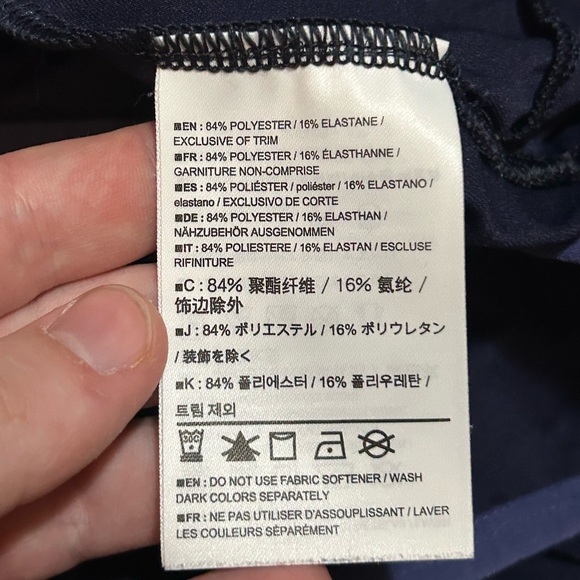 ■EN : 84% POLYESTER / 16% ELASTANE /
EXCLUSIVE OF TRIM
■FR : 84% POLYESTER / 16% ÉLASTHANNE /
GARNITURE NON-COMPRISE
■ES : 84% POLIÉSTER / poliéster / 16% ELASTANO /
elastano / EXCLUSIVO DE CORTE
■DE : 84% POLYESTER / 16% ELASTHAN /
NÄHZUBEHÖR AUSGENOMMEN
■IT : 84% POLIESTERE / 16% ELASTAN / ESCLUSE
RIFINITURE
■C : 84% 聚酯纤维 / 16% 氨纶 /
饰边除外
■J : 84% ポリエステル / 16% ポリウレタン
/ 装飾を除く
■K : 84% 폴리에스터 / 16% 폴리우레탄 /
트림 제외
30C
■EN : DO NOT USE FABRIC SOFTENER / WASH
DARK COLORS SEPARATELY
■FR : NE PAS UTILISER D'ASSOUPLISSANT / LAVER
LES COULEURS SÉPARÉMENT